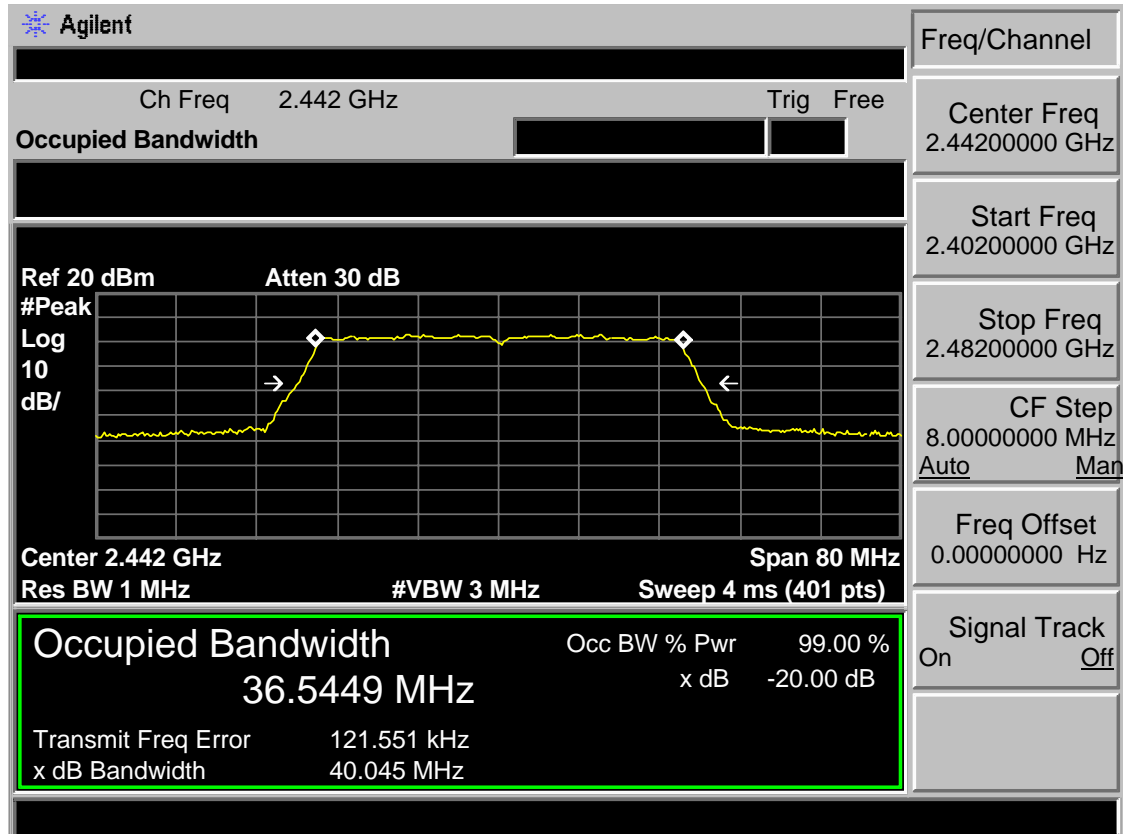 Agilent
Freq/Channel
Ch Freq 2.442 GHz Trig Free
Occupied Bandwidth
Center Freq
2.44200000 GHz
Start Freq
2.40200000 GHz
Stop Freq
2.48200000 GHz
CF Step
8.00000000 MHz
Auto Man
Freq Offset
0.00000000 Hz
Signal Track
On Off
Ref 20 dBm Atten 30 dB
#Peak
Log
10
dB/
Center 2.442 GHz Span 80 MHz
Res BW 1 MHz #VBW 3 MHz Sweep 4 ms (401 pts)
Occupied Bandwidth Occ BW % Pwr 99.00 %
36.5449 MHz x dB -20.00 dB
Transmit Freq Error 121.551 kHz
x dB Bandwidth 40.045 MHz